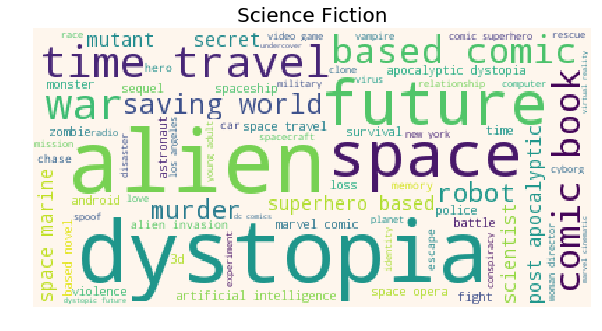 Science Fiction
race
video game
vampire
comic superhero
rescue
mutant
secret
undercover
based comic
time travel
hero
clone
apocalyptic dystopia
monster
sequel
spaceship
military
virus
relationship
computer
virtual reality
war
saving world
future
comic book
zombie
radio
car
space travel
survival
new york
time
mission
spacecraft
chase
disaster
astronaut
los angeles
young adult
alien
space
post apocalyptic
cyborg
android
love
loss
memory
robot
scientist
space marine
based novel
spoof
murder
dc comics
superhero based
police
woman director
marvel cinematic
alien invasion
marvel comic
planet
battle
dystopia
3d
experiment
identity
escape
conspiracy
violence
dystopic future
artificial intelligence
space opera
fight